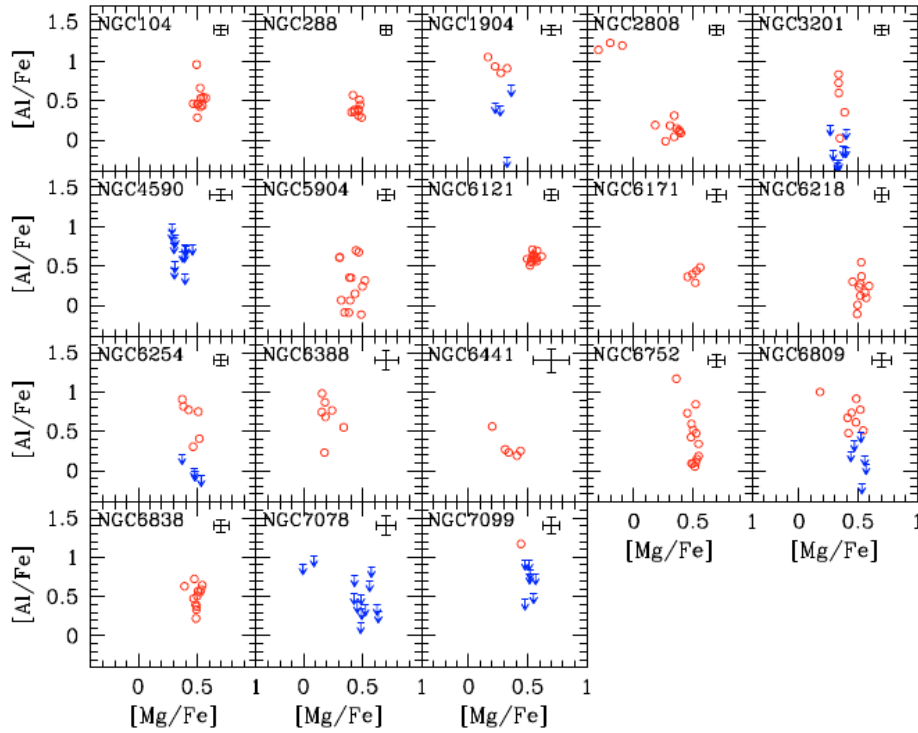 NGC104 NGC288 NGC1904 NGC2808 NGC3201
1.5
1
0.5
0
[Al/Fe]
NGC4590 NGC5904 NGC6121 NGC6171 NGC6218
1.5
1
0.5
0
[Al/Fe]
NGC6254 NGC6388 NGC6441 NGC6752 NGC6809
1.5
1
0.5
0
[Al/Fe]
0 0.5 1 0 0.5 1
[Mg/Fe] [Mg/Fe]
NGC6838 NGC7078 NGC7099
1.5
1
0.5
0
[Al/Fe]
0 0.5 1 0 0.5 1 0 0.5 1
[Mg/Fe] [Mg/Fe] [Mg/Fe]